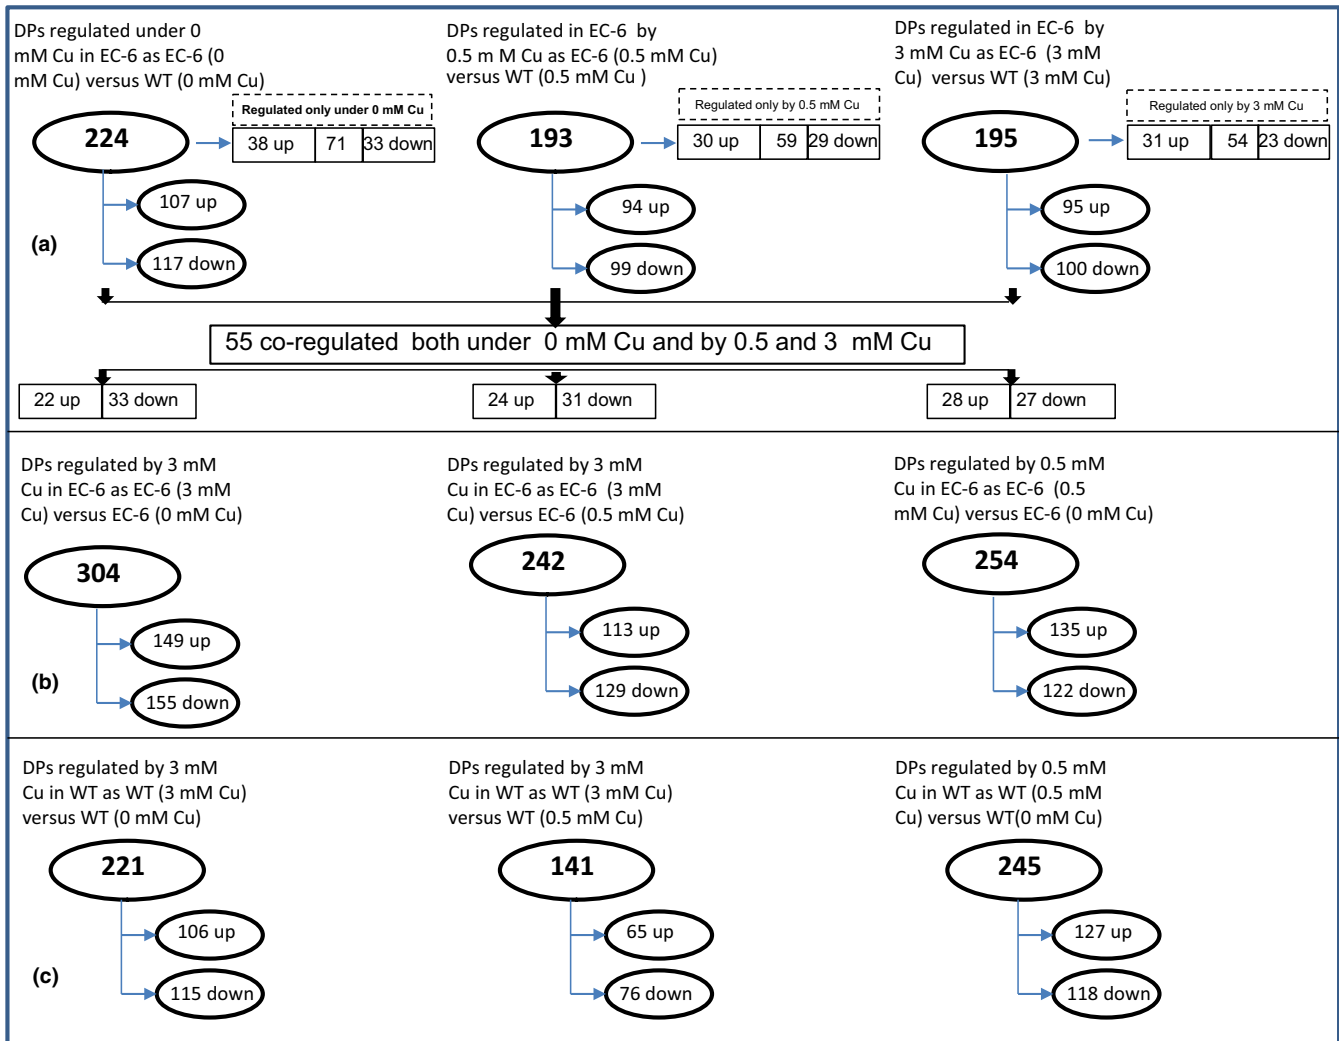 DPs regulated under 0
mM Cu in EC-6 as EC-6 (0
mM Cu) versus WT (0 mM Cu)
224
Regulated only under 0 mM Cu
38 up 71 33 down
107 up
117 down
DPs regulated in EC-6 by
0.5 m M Cu as EC-6 (0.5 mM Cu)
versus WT (0.5 mM Cu )
193
Regulated only by 0.5 mM Cu
30 up 59 29 down
94 up
99 down
DPs regulated in EC-6 by
3 mM Cu as EC-6 (3 mM
Cu) versus WT (3 mM Cu)
195
Regulated only by 3 mM Cu
31 up 54 23 down
95 up
100 down
(a)
55 co-regulated both under 0 mM Cu and by 0.5 and 3 mM Cu
22 up 33 down
24 up 31 down
28 up 27 down
DPs regulated by 3 mM
Cu in EC-6 as EC-6 (3 mM
Cu) versus EC-6 (0 mM Cu)
304
149 up
155 down
DPs regulated by 3 mM
Cu in EC-6 as EC-6 (3 mM
Cu) versus EC-6 (0.5 mM Cu)
242
113 up
129 down
DPs regulated by 0.5 mM
Cu in EC-6 as EC-6 (0.5
mM Cu) versus EC-6 (0 mM Cu)
254
135 up
122 down
(b)
DPs regulated by 3 mM
Cu in WT as WT (3 mM Cu)
versus WT (0 mM Cu)
221
106 up
115 down
DPs regulated by 3 mM
Cu in WT as WT (3 mM Cu)
versus WT (0.5 mM Cu)
141
65 up
76 down
DPs regulated by 0.5 mM
Cu in WT as WT (0.5 mM
Cu) versus WT(0 mM Cu)
245
127 up
118 down
(c)